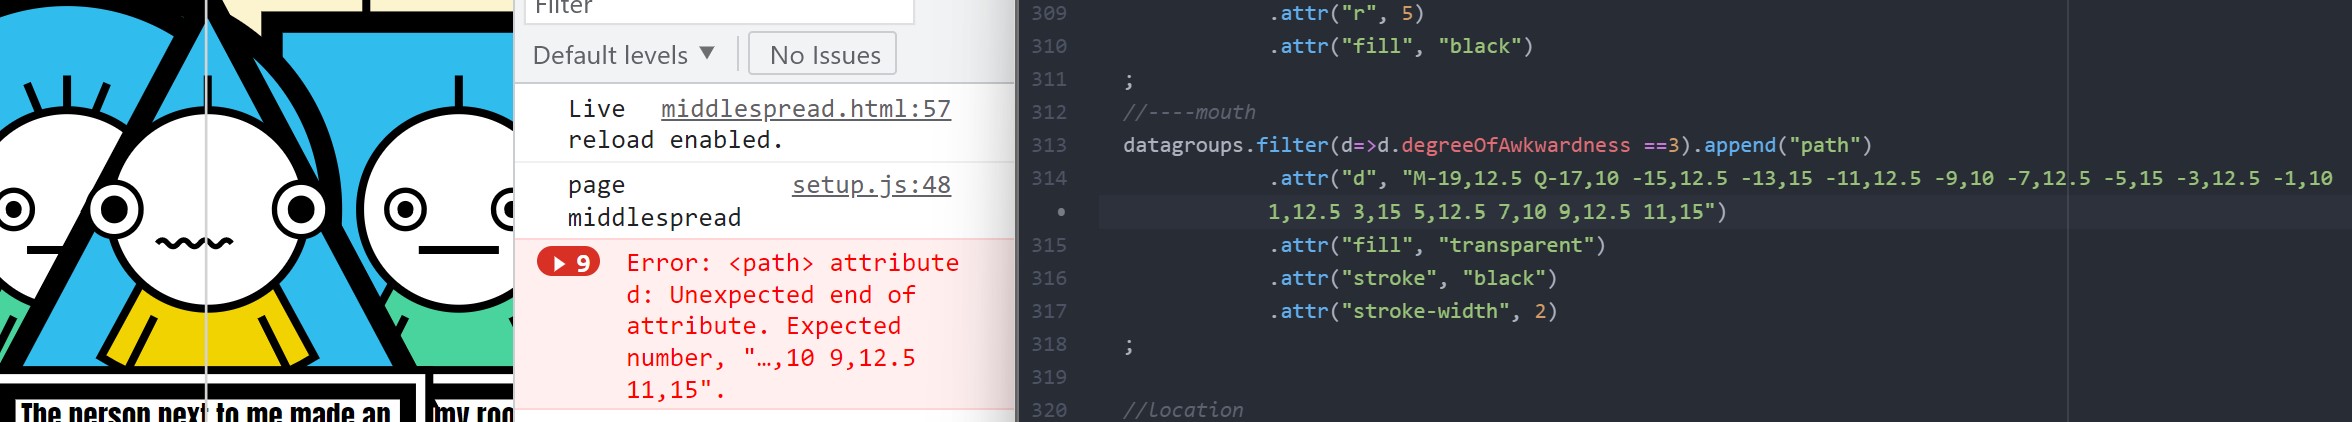 The person next to me made an
my roo
Filter
Default levels ▼
No Issues
Live middlespread.html:57
reload enabled.
page setup.js:48
middlespread
9 Error: <path> attribute
d: Unexpected end of
attribute. Expected
number, "…,10 9,12.5
11,15".
309 .attr("r", 5)
310 .attr("fill", "black")
311 ;
312 //----mouth
313 datagroups.filter(d=>d.degreeOfAwkwardness ==3).append("path")
314 .attr("d", "M-19,12.5 Q-17,10 -15,12.5 -13,15 -11,12.5 -9,10 -7,12.5 -5,15 -3,12.5 -1,10
• 1,12.5 3,15 5,12.5 7,10 9,12.5 11,15")
315 .attr("fill", "transparent")
316 .attr("stroke", "black")
317 .attr("stroke-width", 2)
318 ;
319
320 //location